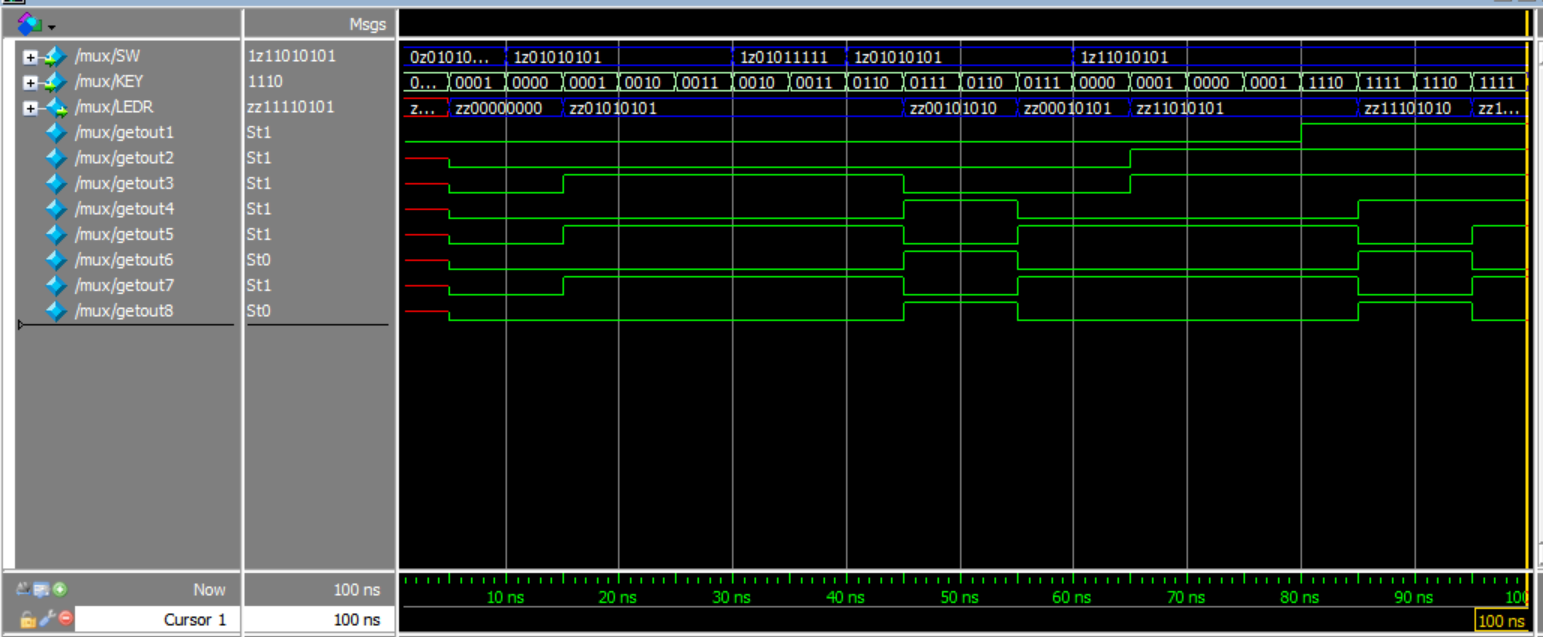 Msgs
/mux/SW 1z11010101 0z01010... 1z01010101 1z01011111 1z01010101 1z11010101
/mux/KEY 1110 0... 0001 0000 0001 0010 0011 0010 0011 0110 0111 0110 0111 0000 0001 0000 0001 1110 1111 1110 1111
/mux/LEDR zz11110101 z... zz00000000 zz01010101 zz00101010 zz00010101 zz11010101 zz11101010 zz1...
/mux/getout1 St1
/mux/getout2 St1
/mux/getout3 St1
/mux/getout4 St1
/mux/getout5 St1
/mux/getout6 St0
/mux/getout7 St1
/mux/getout8 St0
Now 100 ns 10 ns 20 ns 30 ns 40 ns 50 ns 60 ns 70 ns 80 ns 90 ns 100
Cursor 1 100 ns 100 ns